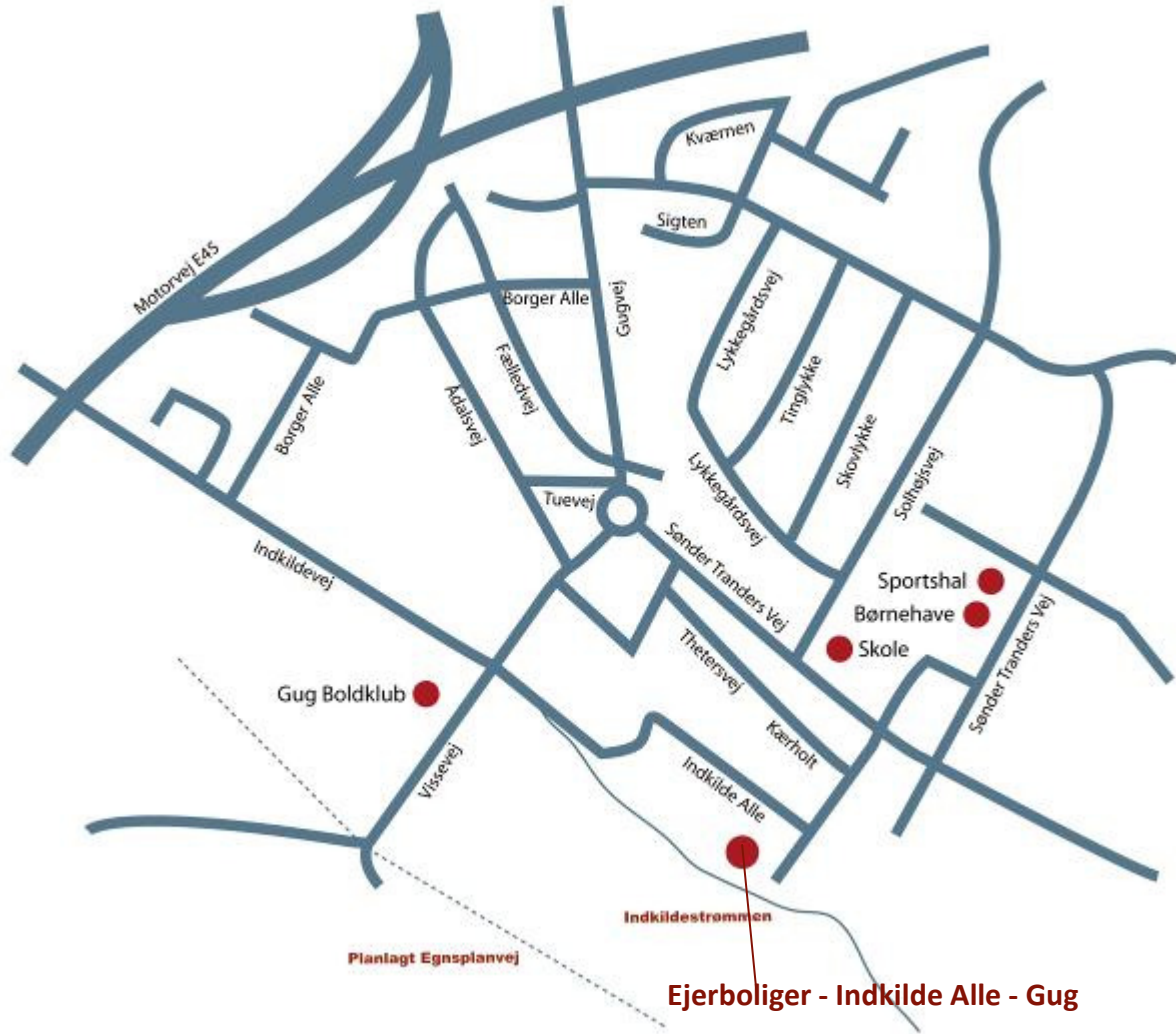 Kværnen
Sigten
Motorvej E45
Borger Alle
Gugvej
Lykkegårdsvej
Fælledvej
Ådalsvej
Borger Alle
Tinglykke
Skovlykke
Lykkegårdsvej
Solhøjsvej
Tuevej
Indkildevej
Sønder Tranders Vej
Sportshal
Børnehave
Skole
Sønder Tranders Vej
Thetersvej
Gug Boldklub
Kærholt
Vissevej
Indkilde Alle
Indkildestrømmen
Planlagt Egnsplanvej
Ejerboliger - Indkilde Alle - Gug